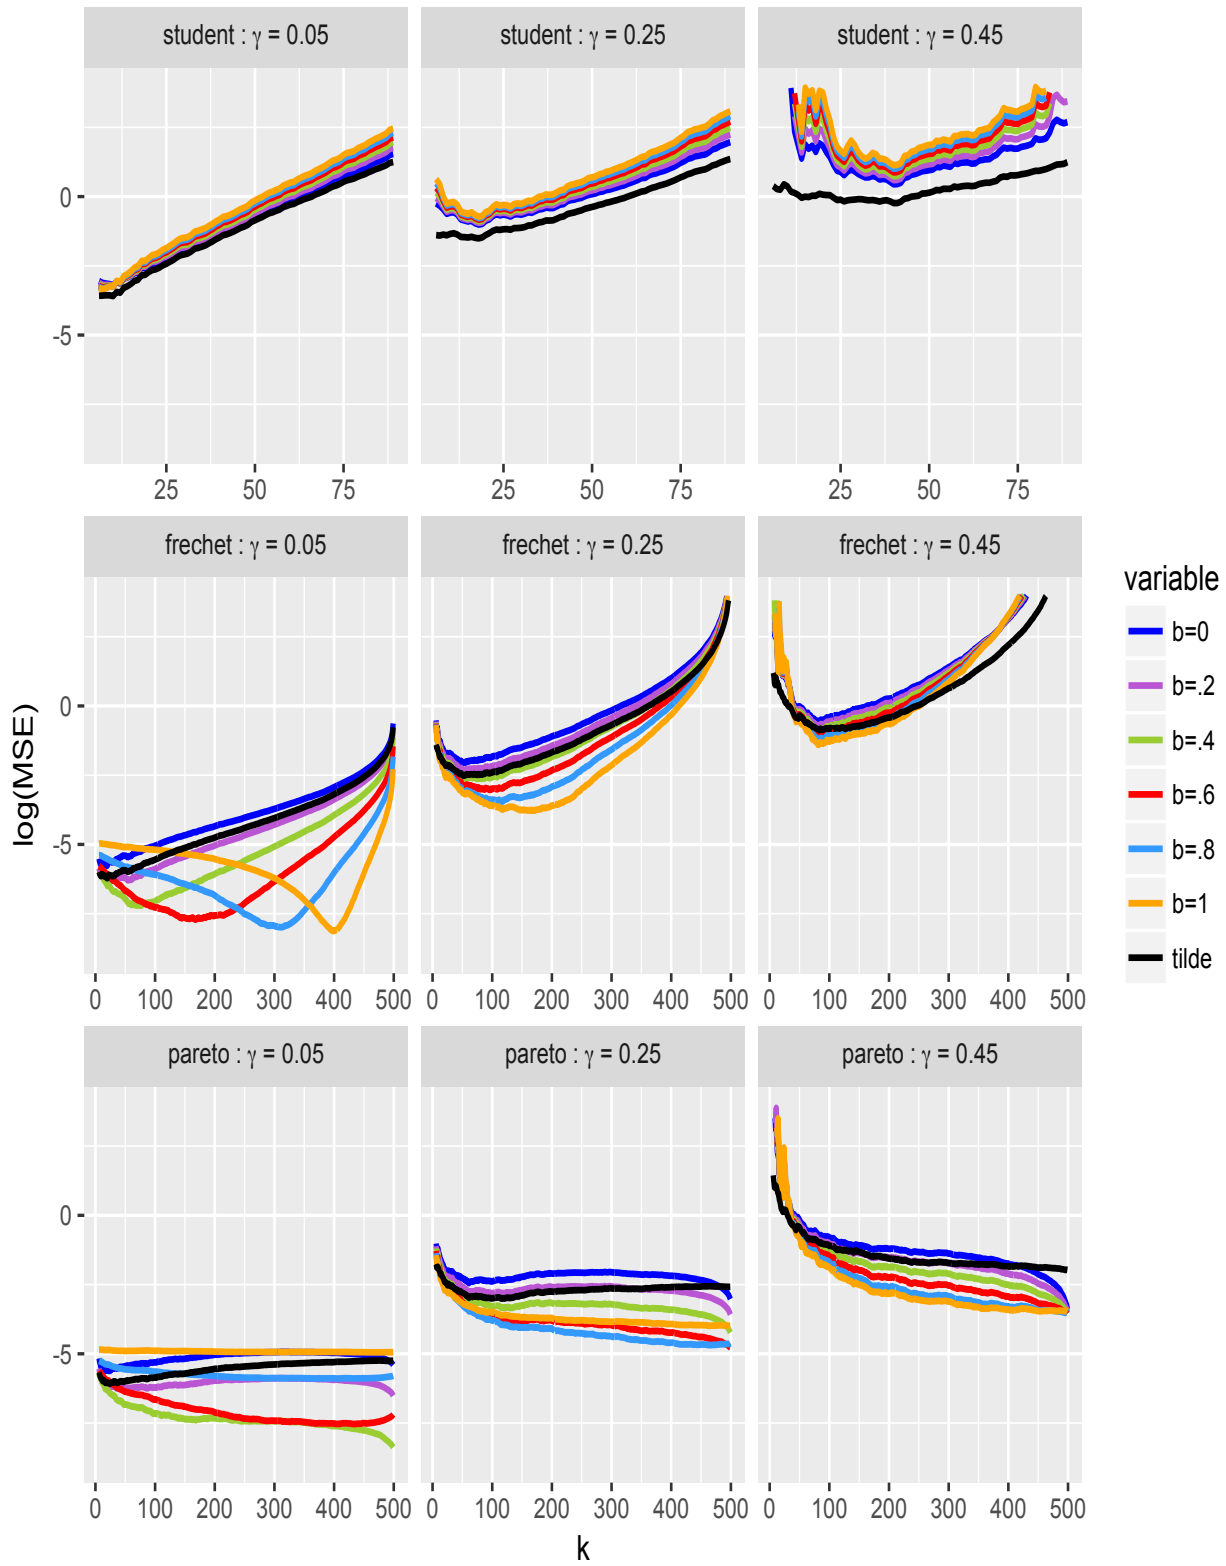 student : γ = 0.05
student : γ = 0.25
student : γ = 0.45
0
-5
25 50 75
25 50 75
25 50 75
frechet : γ = 0.05
frechet : γ = 0.25
frechet : γ = 0.45
0
-5
log(MSE)
0 100 200 300 400 500
0 100 200 300 400 500
0 100 200 300 400 500
pareto : γ = 0.05
pareto : γ = 0.25
pareto : γ = 0.45
0
-5
0 100 200 300 400 500
0 100 200 300 400 500
0 100 200 300 400 500
k
variable
b=0
b=.2
b=.4
b=.6
b=.8
b=1
tilde